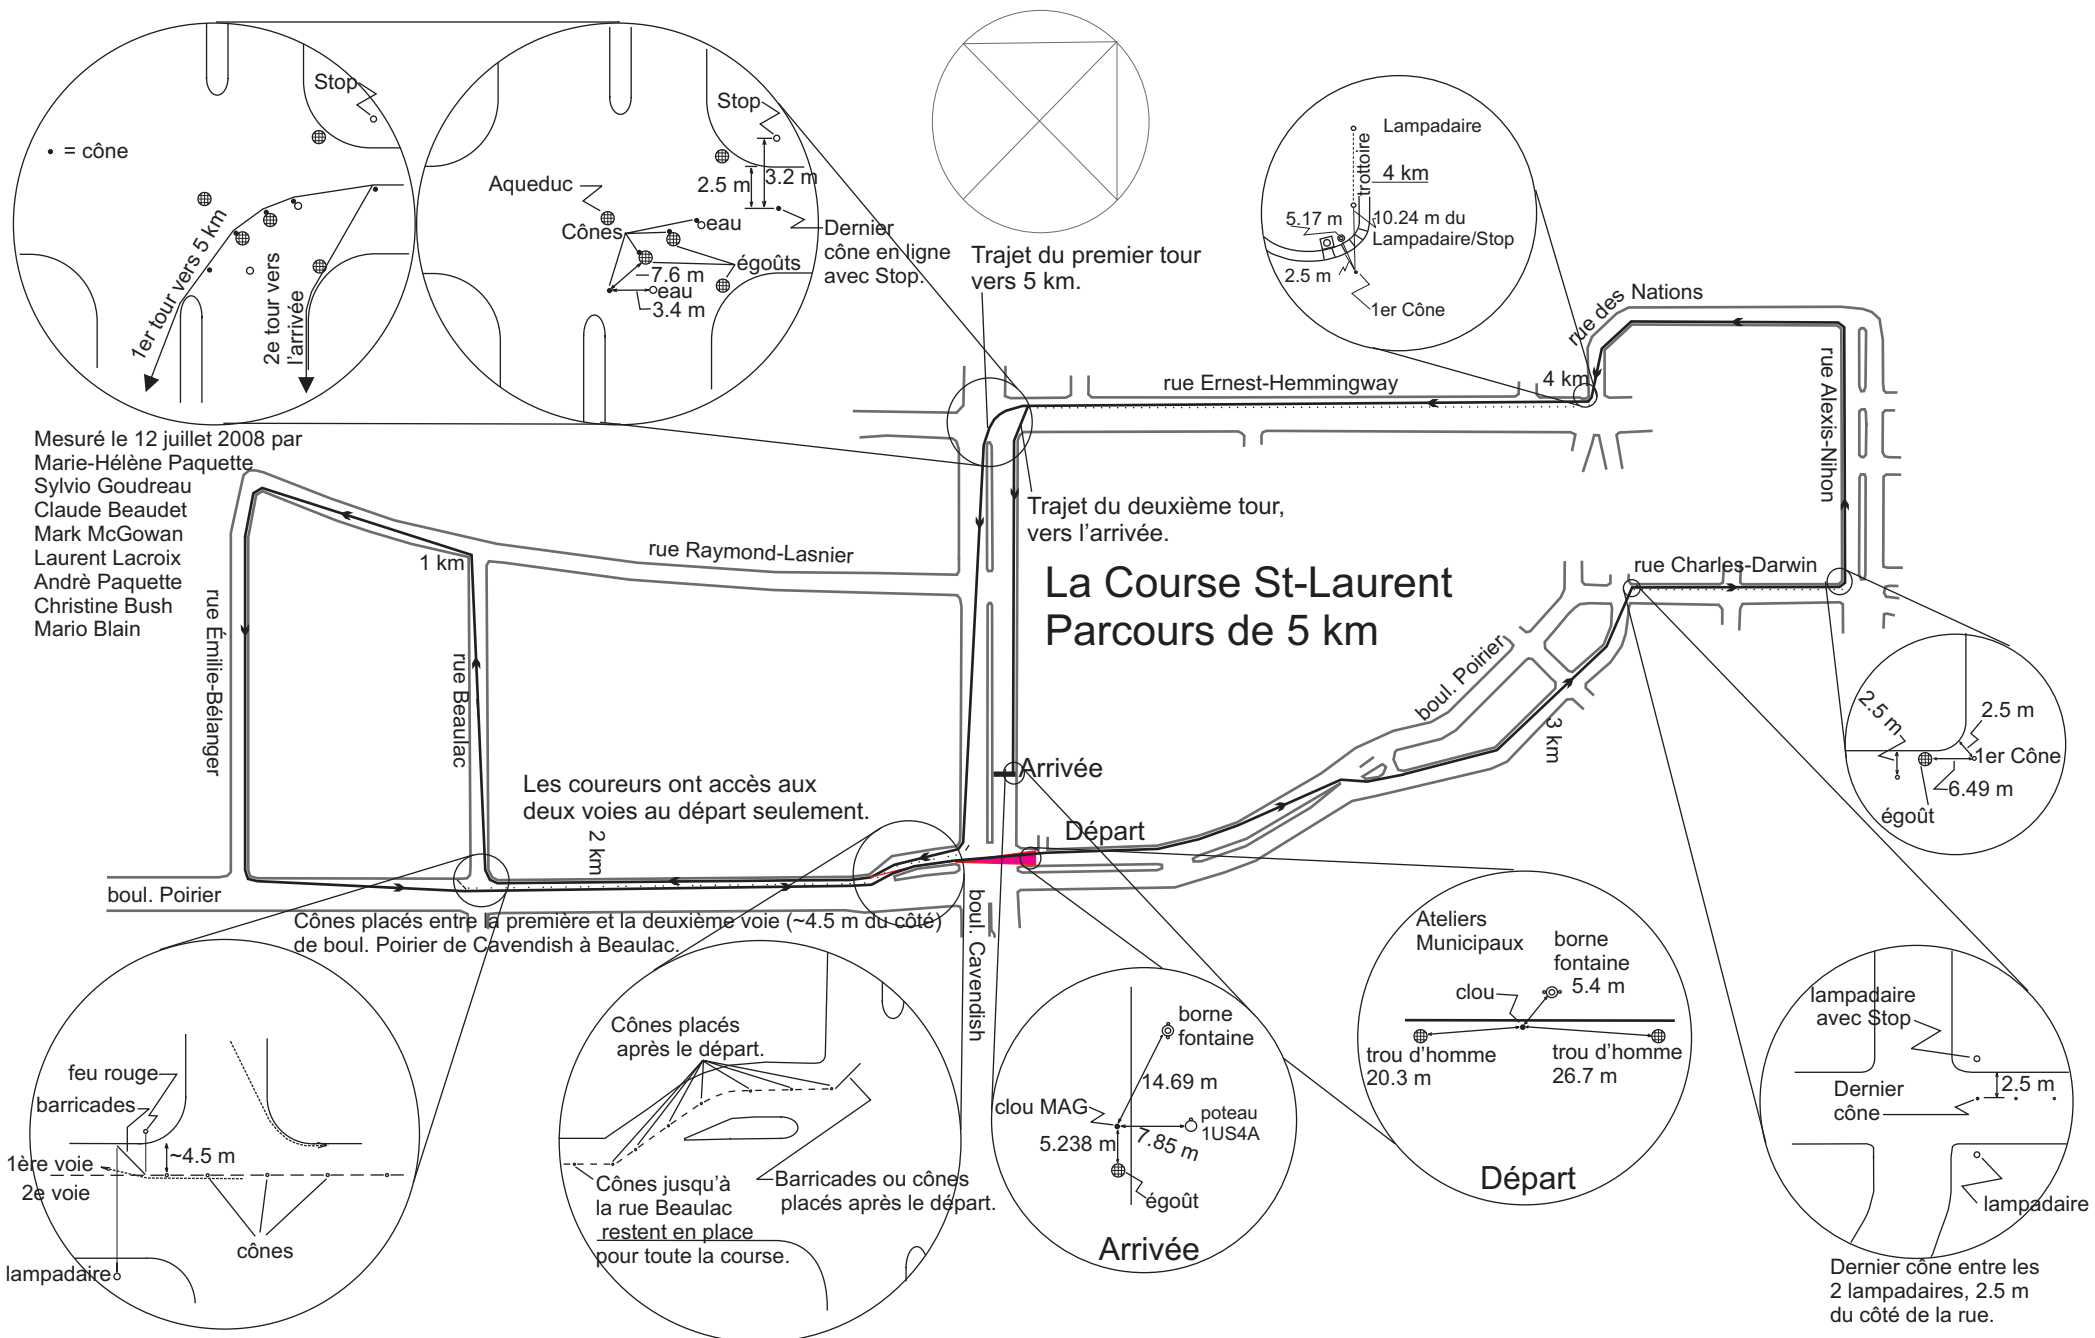 Stop
• = cône
1er tour vers 5 km
2e tour vers
l'arrivée
Stop
Aqueduc
2.5 m
3.2 m
Cônes
eau
Dernier
cône en ligne
avec Stop.
égoûts
7.6 m
eau
3.4 m
Trajet du premier tour
vers 5 km.
Lampadaire
trottoire
4 km
5.17 m
10.24 m du
Lampadaire/Stop
2.5 m
1er Cône
rue des Nations
rue Ernest-Hemmingway
4 km
rue Alexis-Nihon
Mesuré le 12 juillet 2008 par
Marie-Hélène Paquette
Sylvio Goudreau
Claude Beaudet
Mark McGowan
Laurent Lacroix
Andrè Paquette
Christine Bush
Mario Blain
Trajet du deuxième tour,
vers l'arrivée.
rue Raymond-Lasnier
1 km
La Course St-Laurent
Parcours de 5 km
rue Charles-Darwin
rue Émilie-Bélanger
rue Beaulac
boul. Poirier
3 km
2.5 m
2.5 m
1er Cône
6.49 m
égoût
Les coureurs ont accès aux
deux voies au départ seulement.
Arrivée
Départ
2 km
boul. Poirier
Cônes placés entre la première et la deuxième voie (~4.5 m du côté)
de boul. Poirier de Cavendish à Beaulac.
boul. Cavendish
feu rouge
barricades
~4.5 m
1ère voie
2e voie
cônes
lampadaire
Cônes placés
après le départ.
Cônes jusqu'à
la rue Beaulac
restent en place
pour toute la course.
Barricades ou cônes
placés après le départ.
borne
fontaine
14.69 m
clou MAG
poteau
1US4A
5.238 m
7.85 m
égoût
Arrivée
Ateliers
Municipaux
borne
fontaine
5.4 m
clou
trou d'homme
20.3 m
trou d'homme
26.7 m
Départ
lampadaire
avec Stop
2.5 m
Dernier
cône
lampadaire
Dernier cône entre les
2 lampadaires, 2.5 m
du côté de la rue.